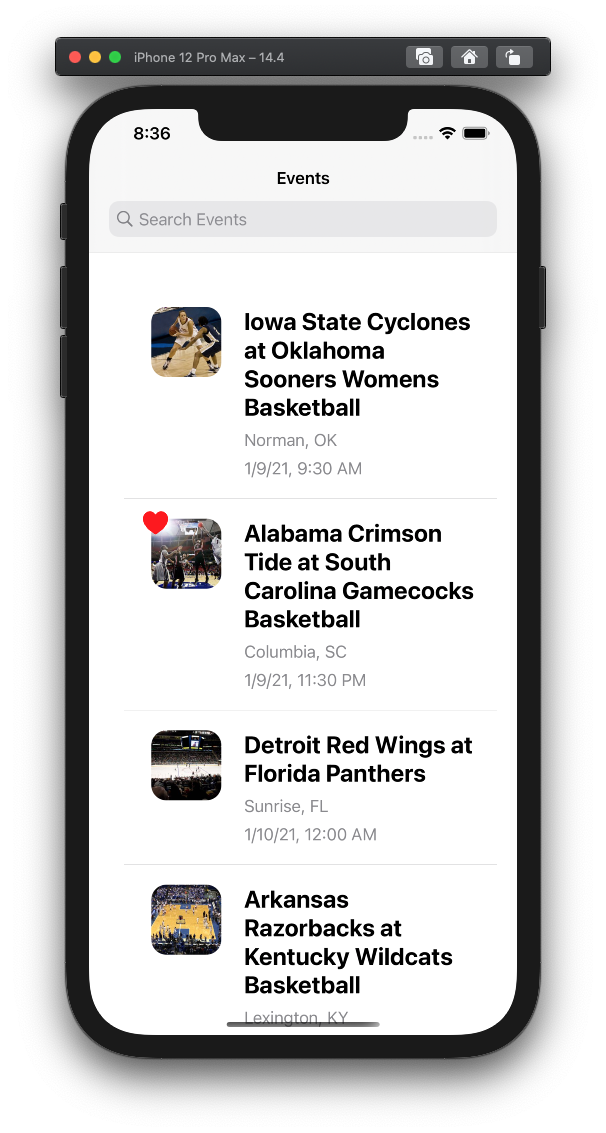 iPhone 12 Pro Max – 14.4
8:36
Events
Search Events
Iowa State Cyclones
at Oklahoma
Sooners Womens
Basketball
Norman, OK
1/9/21, 9:30 AM
Alabama Crimson
Tide at South
Carolina Gamecocks
Basketball
Columbia, SC
1/9/21, 11:30 PM
Detroit Red Wings at
Florida Panthers
Sunrise, FL
1/10/21, 12:00 AM
Arkansas
Razorbacks at
Kentucky Wildcats
Basketball
Lexington, KY